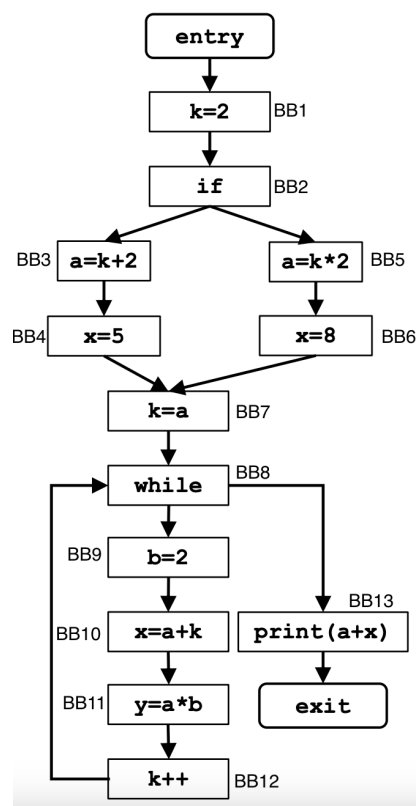 entry
k=2 BB1
if BB2
BB3 a=k+2 a=k*2 BB5
BB4 x=5 x=8 BB6
k=a BB7
while BB8
BB9 b=2
BB13
BB10 x=a+k print(a+x)
BB11 y=a*b exit
k++ BB12